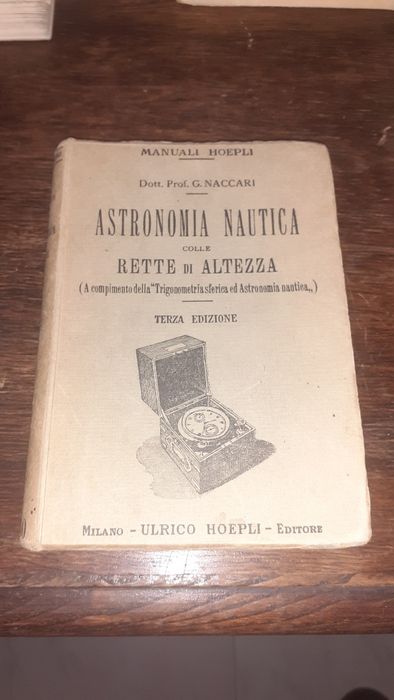 MANUALI HOEPLI
Dott. Prof. G. NACCARI
ASTRONOMIA NAUTICA
COLLE
RETTE DI ALTEZZA
(A compimento della "Trigonometria sferica ed Astronomia nautica„)
TERZA EDIZIONE
MILANO - ULRICO HOEPLI - EDITORE